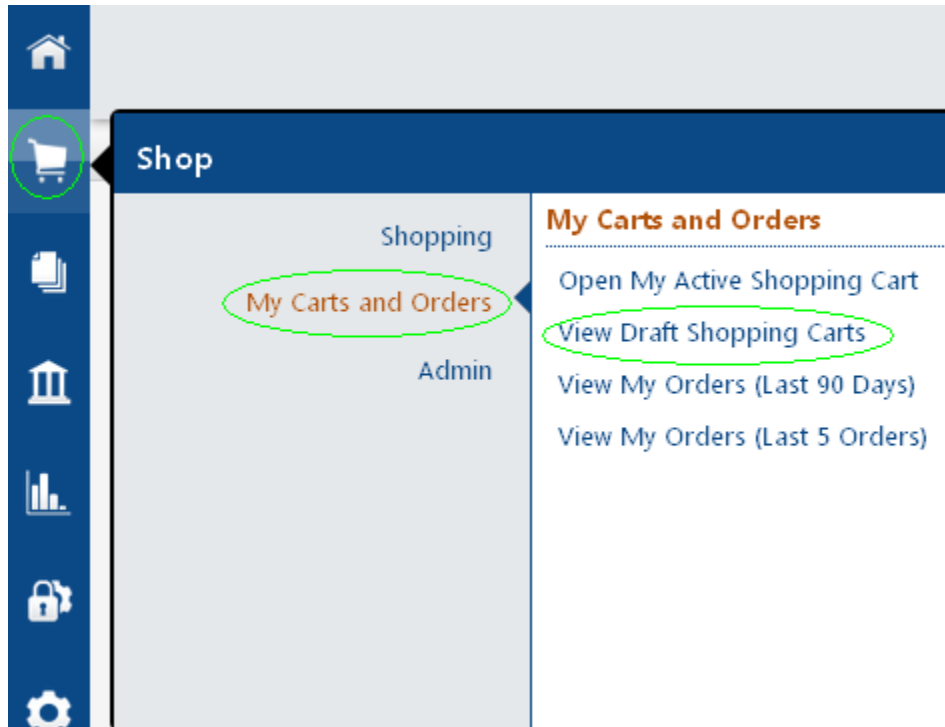 Shop
Shopping
My Carts and Orders
Admin
My Carts and Orders
Open My Active Shopping Cart
View Draft Shopping Carts
View My Orders (Last 90 Days)
View My Orders (Last 5 Orders)